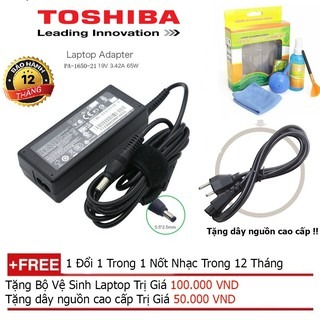 TOSHIBA
Leading Innovation >>>
Laptop Adapter
PA-1650-21 19V 3.42A 65W
BẢO HÀNH
12
THÁNG
5.5*2.5mm
Tặng dây nguồn cao cấp !!
+FREE 1 Đổi 1 Trong 1 Nốt Nhạc Trong 12 Tháng
Tặng Bộ Vệ Sinh Laptop Trị Giá 100.000 VND
Tặng dây nguồn cao cấp Trị Giá 50.000 VND